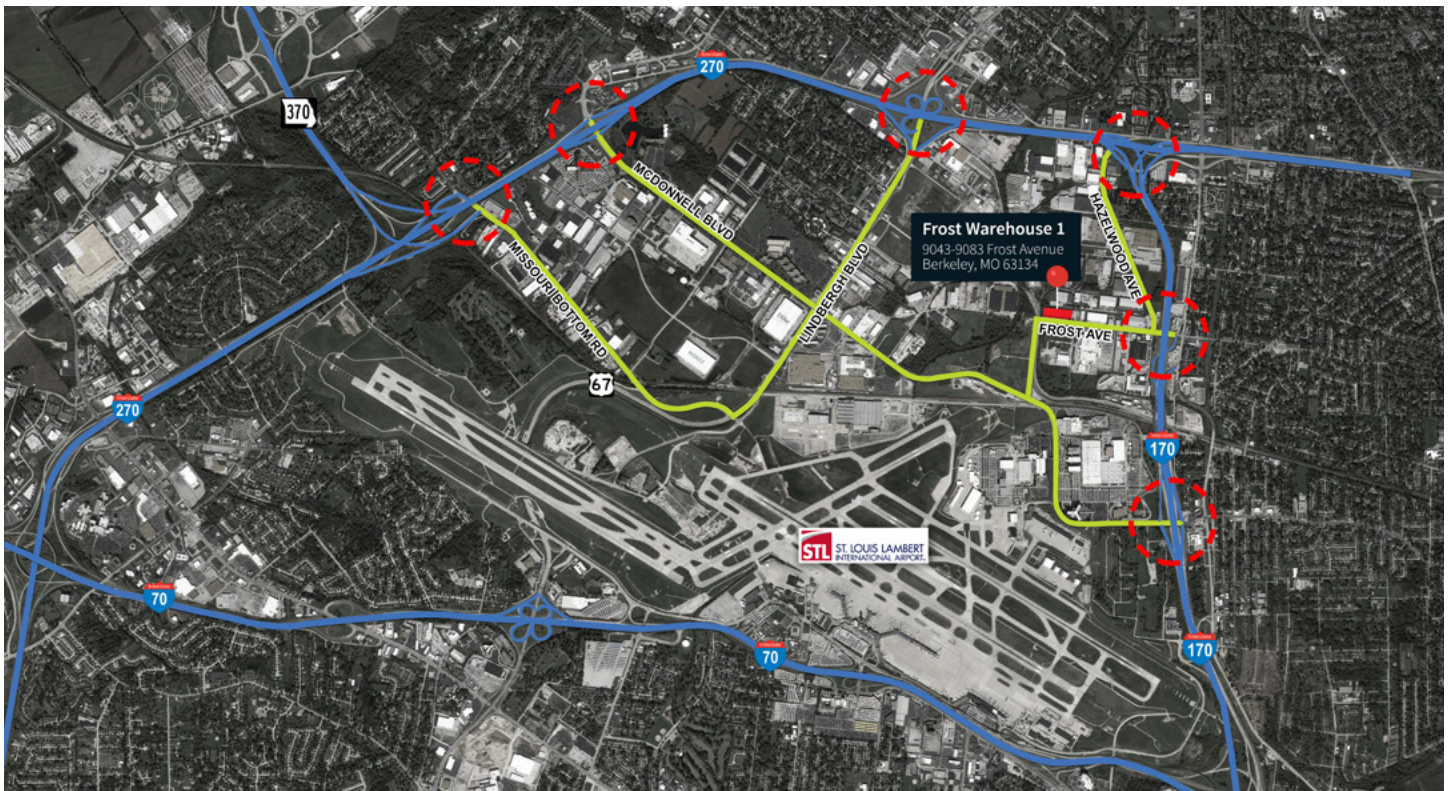 270
370
MCDONNELL BLVD
Frost Warehouse 1
9043-9083 Frost Avenue
Berkeley, MO 63134
HAZELWOOD AVE
LINDBERGH BLVD
MISSOURI BOTTOM RD
FROST AVE
67
270
170
STL ST. LOUIS LAMBERT
INTERNATIONAL AIRPORT.
70
170
70